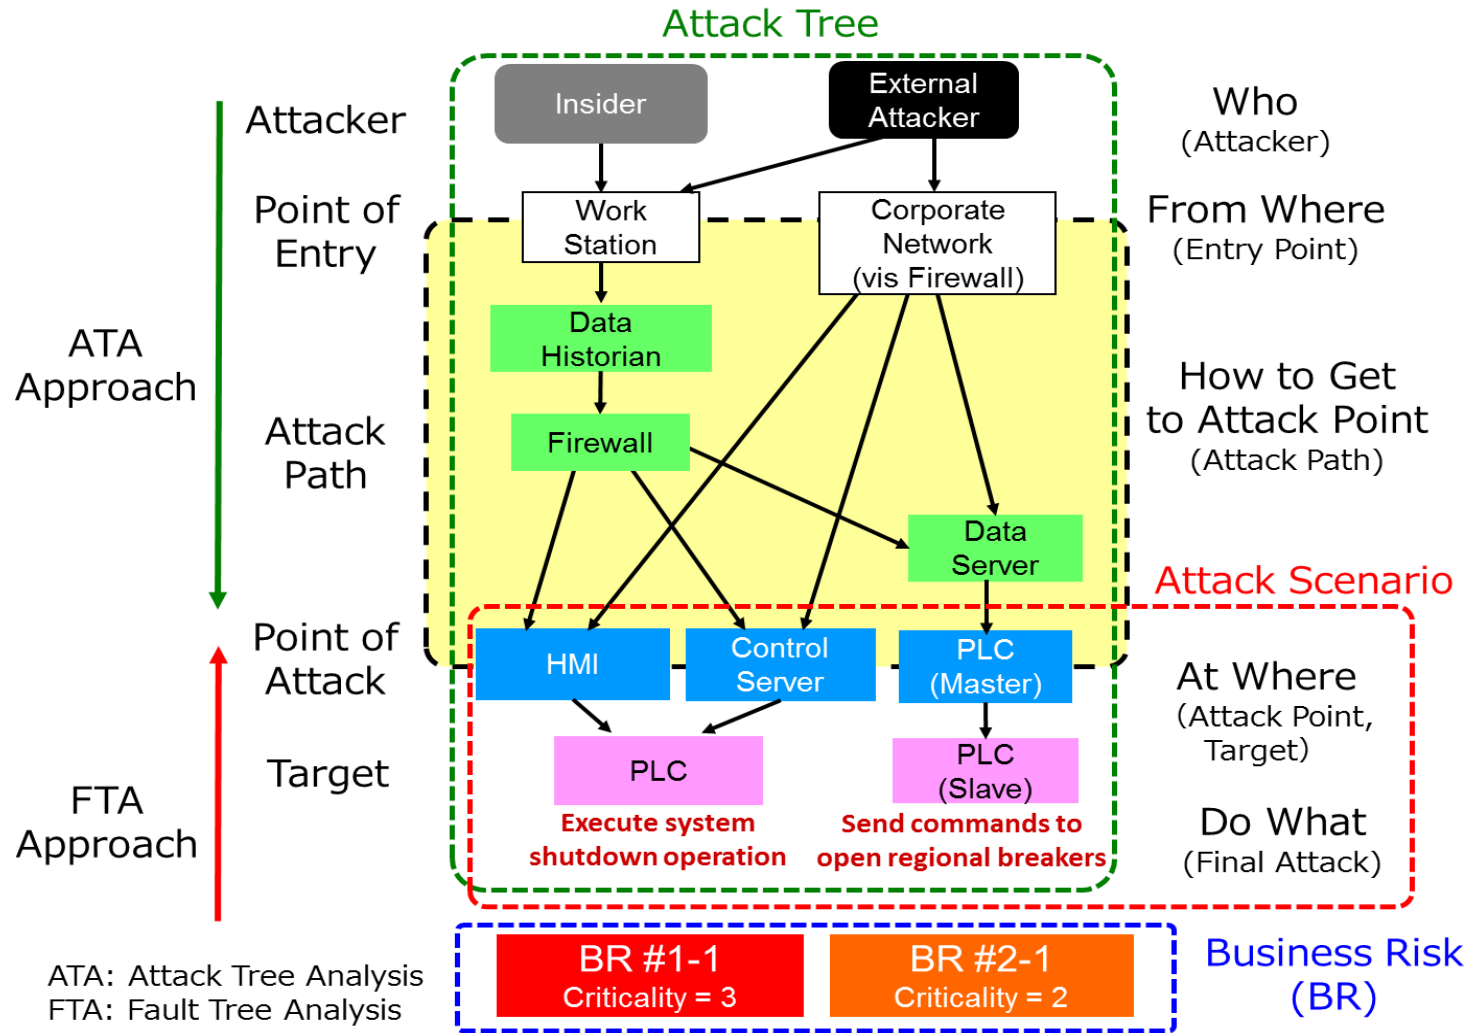 Attack Tree
Attacker
Insider
External
Attacker
Who
(Attacker)
Point of
Entry
Work
Station
Corporate
Network
(vis Firewall)
From Where
(Entry Point)
ATA
Approach
Data
Historian
How to Get
to Attack Point
(Attack Path)
Attack
Path
Firewall
Data
Server
Attack Scenario
Point of
Attack
HMI
Control
Server
PLC
(Master)
At Where
(Attack Point,
Target)
Target
PLC
PLC
(Slave)
FTA
Approach
Execute system
shutdown operation
Send commands to
open regional breakers
Do What
(Final Attack)
BR #1-1
Criticality = 3
BR #2-1
Criticality = 2
Business Risk
(BR)
ATA: Attack Tree Analysis
FTA: Fault Tree Analysis